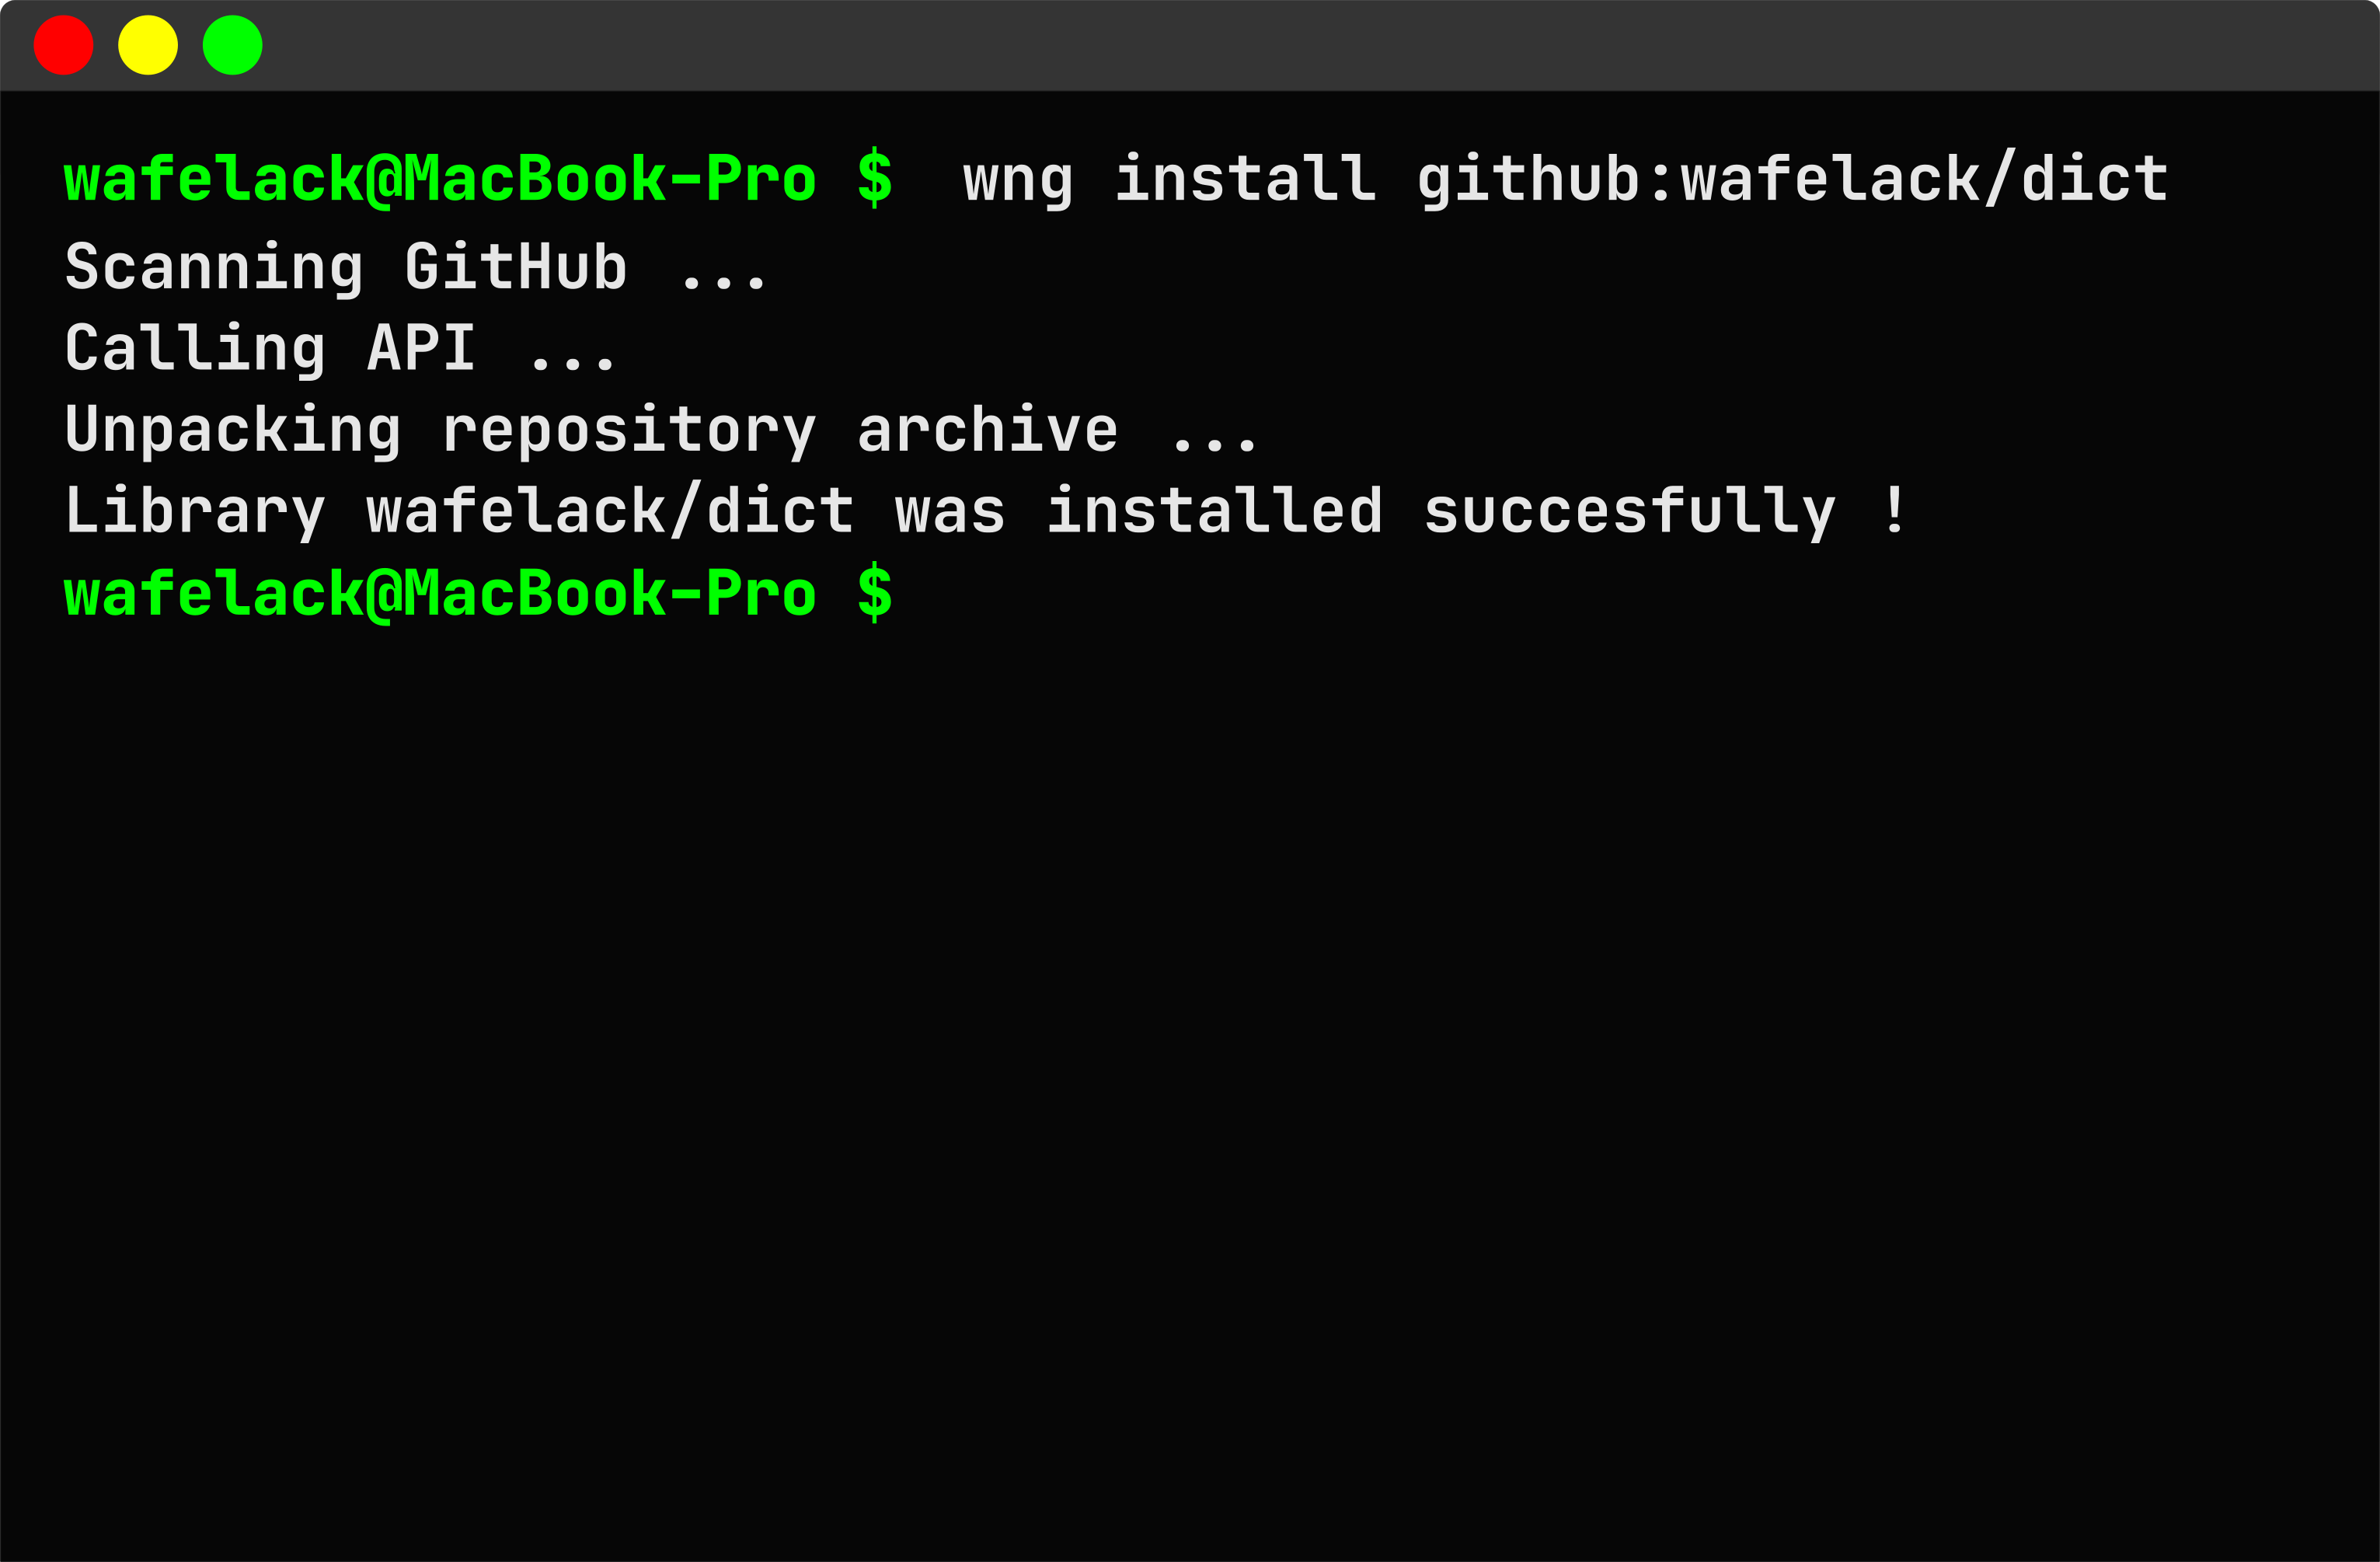 wafelack@MacBook-Pro $ wng install github:wafelack/dict
Scanning GitHub ...
Calling API ...
Unpacking repository archive ...
Library wafelack/dict was installed succesfully !
wafelack@MacBook-Pro $